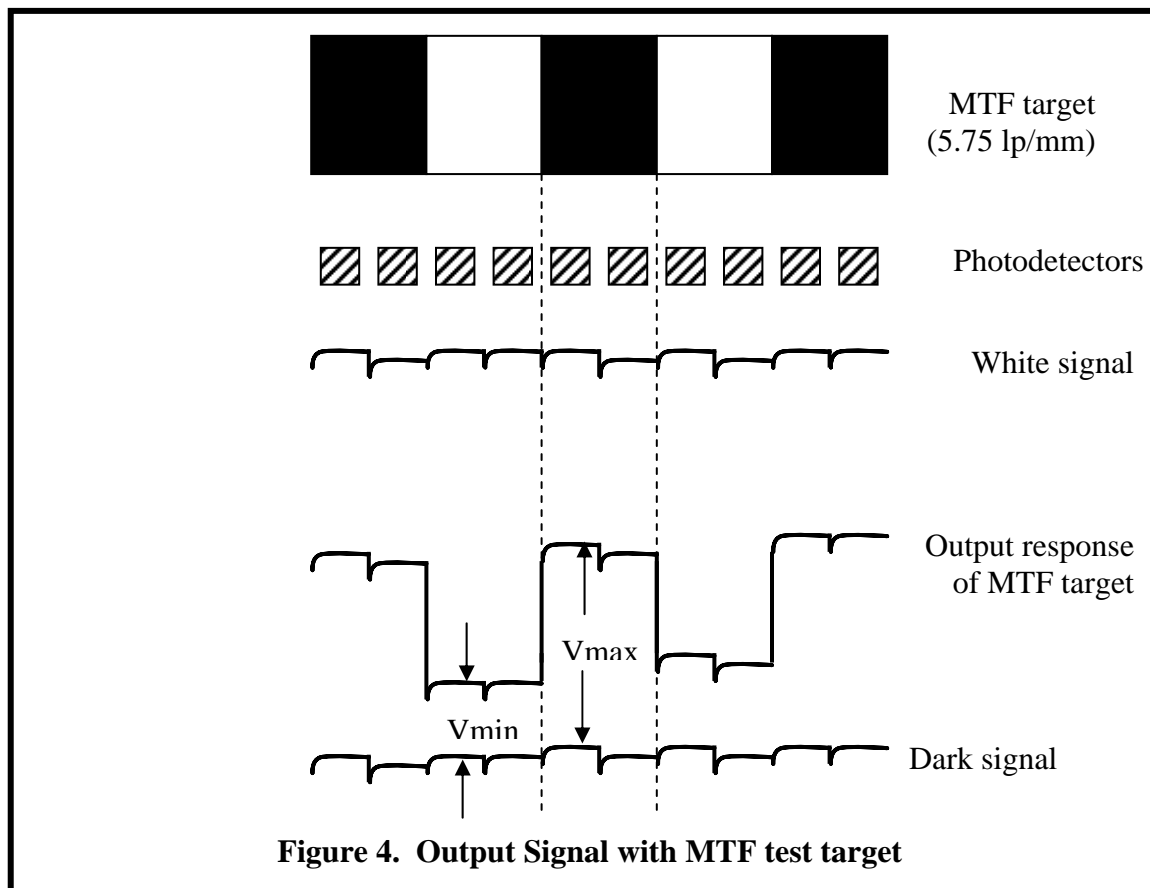 MTF target
(5.75 lp/mm)
Photodetectors
White signal
Output response
of MTF target
Vmax
Vmin
Dark signal
Figure 4. Output Signal with MTF test target